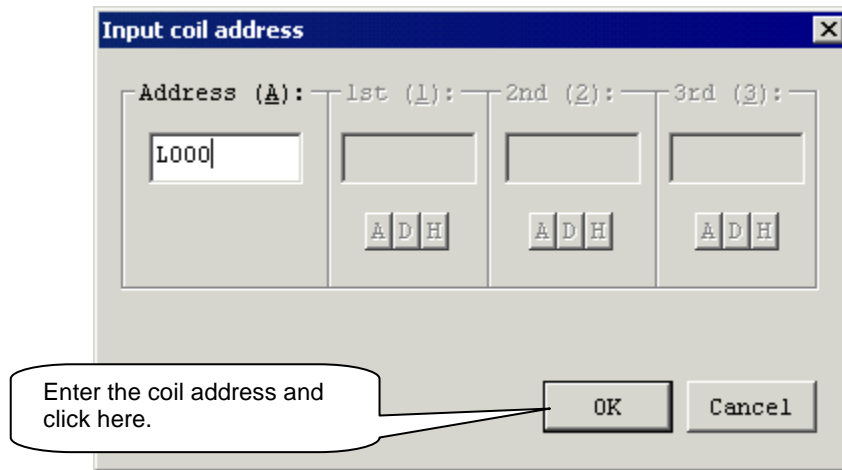 Input coil address
Address (A): 1st (1): 2nd (2): 3rd (3):
L000
A D H A D H A D H
Enter the coil address and
click here.
OK Cancel